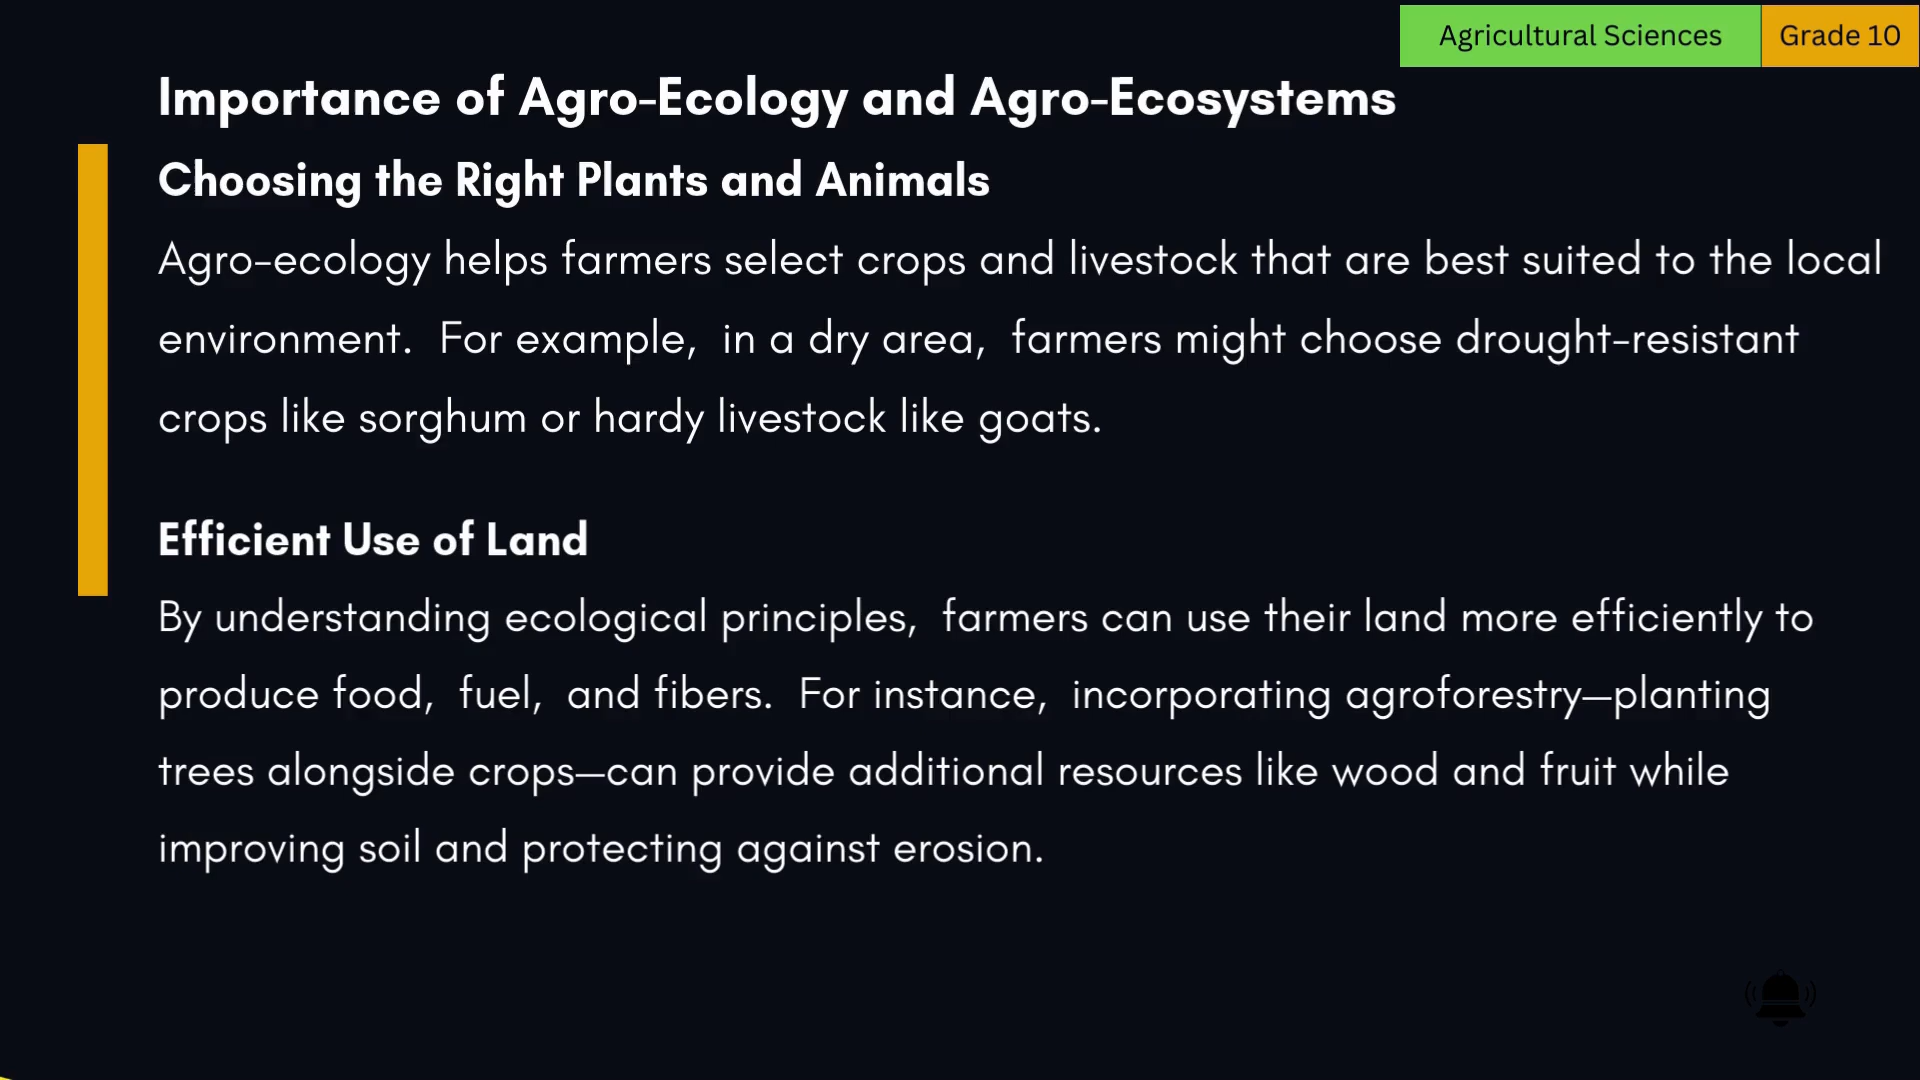 Agricultural Sciences Grade 10
Importance of Agro-Ecology and Agro-Ecosystems
Choosing the Right Plants and Animals
Agro-ecology helps farmers select crops and livestock that are best suited to the local
environment. For example, in a dry area, farmers might choose drought-resistant
crops like sorghum or hardy livestock like goats.
Efficient Use of Land
By understanding ecological principles, farmers can use their land more efficiently to
produce food, fuel, and fibers. For instance, incorporating agroforestry—planting
trees alongside crops—can provide additional resources like wood and fruit while
improving soil and protecting against erosion.